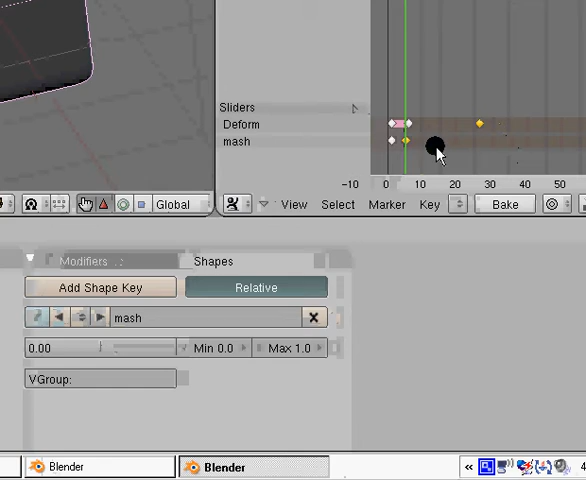 Sliders
Deform
mash
-10 0 10 20 30 40 50
View Select Marker Key Bake
Global
Modifiers Shapes
Add Shape Key Relative
mash
0.00 Min 0.0 Max 1.0
VGroup:
Blender Blender « 4